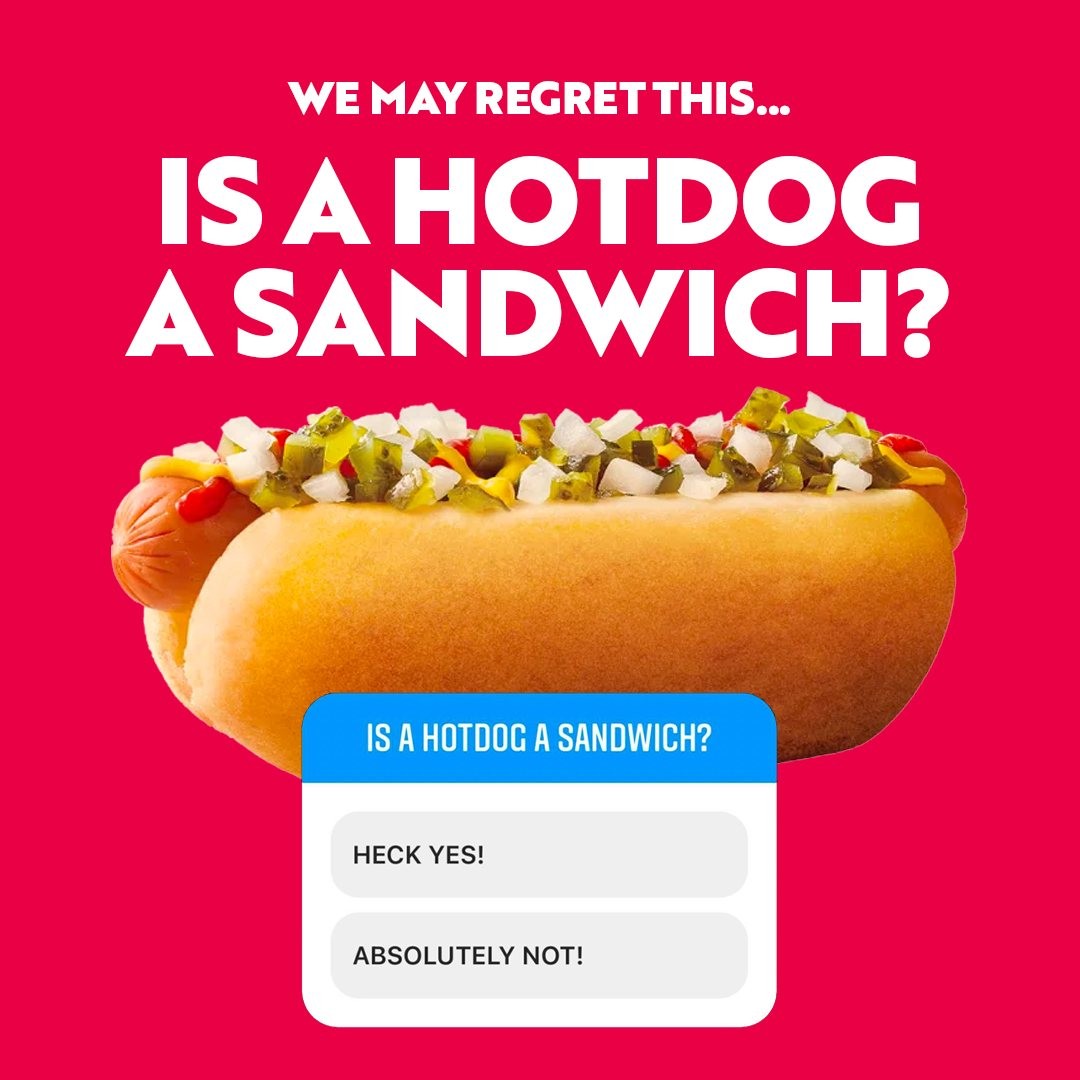 WE MAY REGRET THIS...
IS A HOTDOG
A SANDWICH?
IS A HOTDOG A SANDWICH?
HECK YES!
ABSOLUTELY NOT!